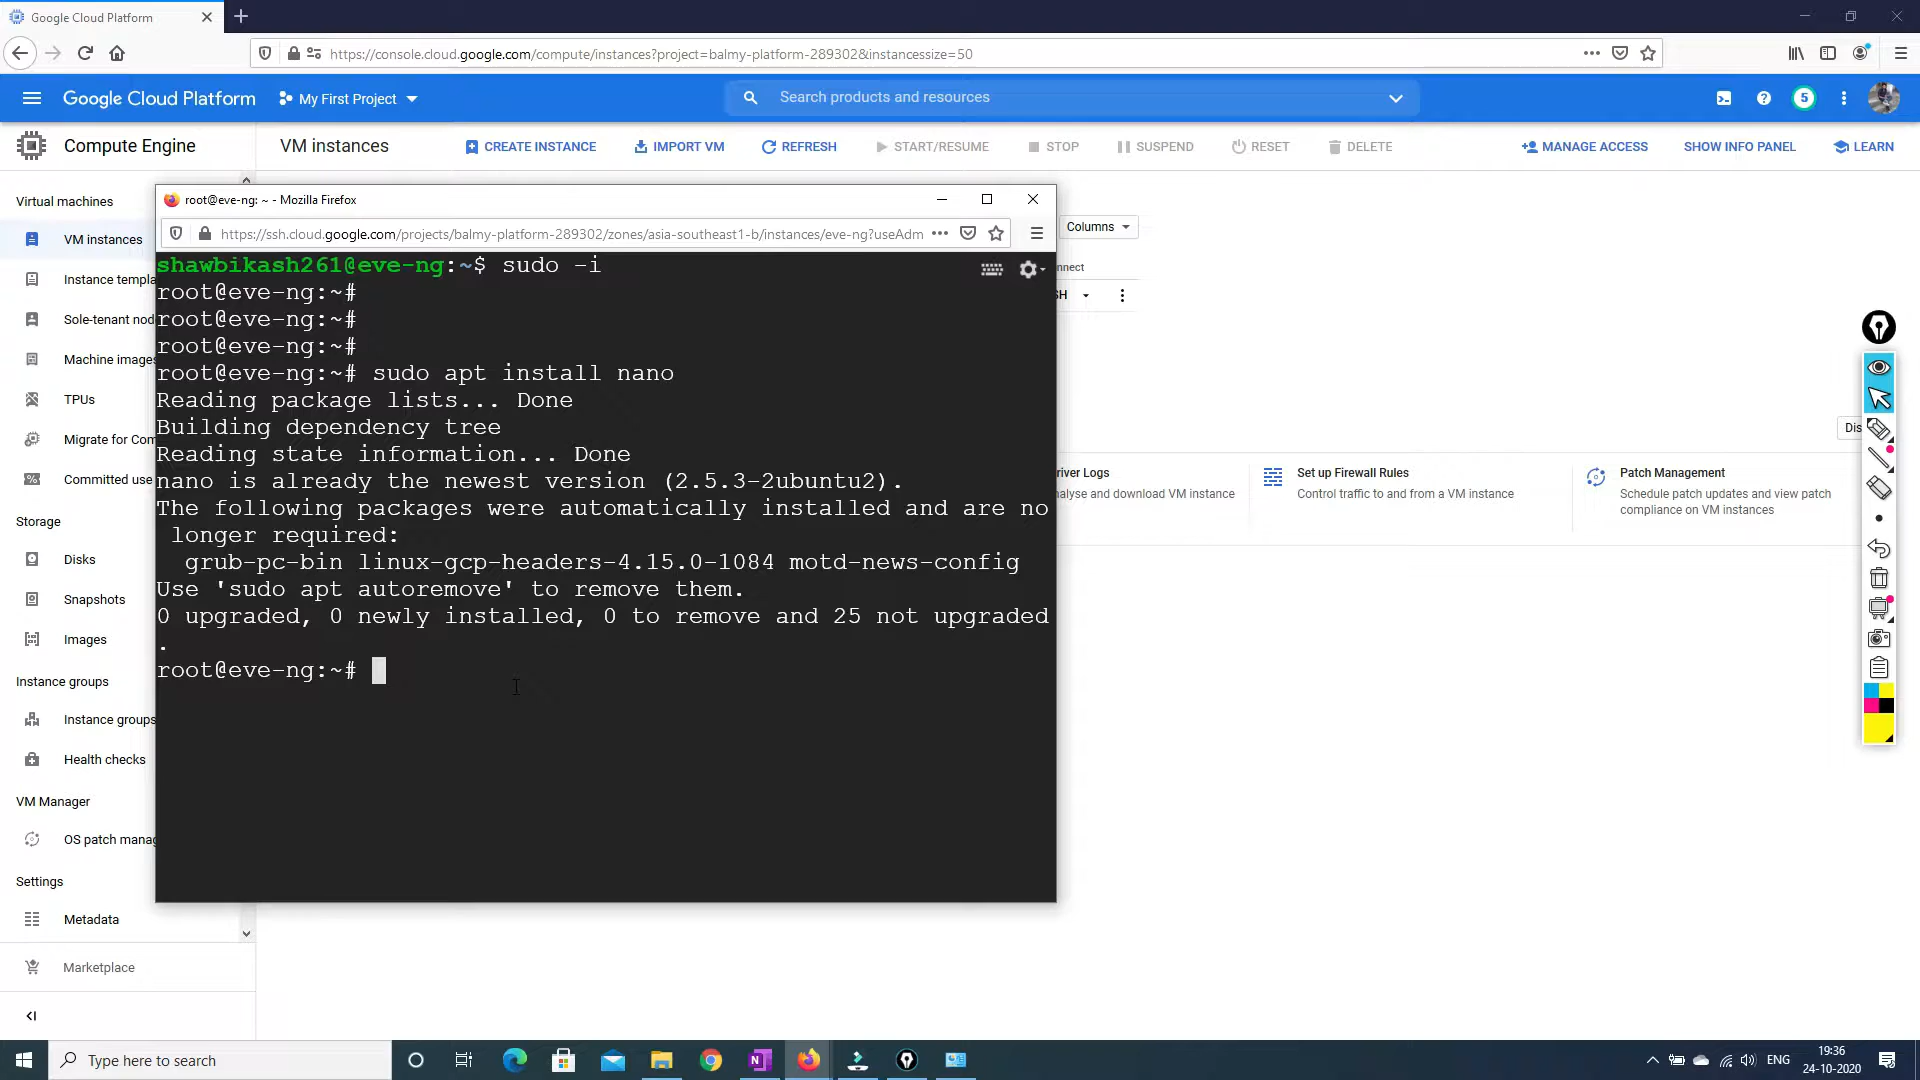 Google Cloud Platform
https://console.cloud.google.com/compute/instances?project=balmy-platform-289302&instancessize=50
Google Cloud Platform
My First Project
Search products and resources
5
Compute Engine
VM instances
CREATE INSTANCE
IMPORT VM
REFRESH
START/RESUME
STOP
SUSPEND
RESET
DELETE
MANAGE ACCESS
SHOW INFO PANEL
LEARN
Virtual machines
VM instances
Instance templa
Sole-tenant nod
Machine images
TPUs
Migrate for Com
Committed use
Storage
Disks
Snapshots
Images
Instance groups
Instance groups
Health checks
VM Manager
OS patch manag
Settings
Metadata
Marketplace
root@eve-ng: ~ - Mozilla Firefox
https://ssh.cloud.google.com/projects/balmy-platform-289302/zones/asia-southeast1-b/instances/eve-ng?useAdm
shawbikash261@eve-ng:~$ sudo -i
root@eve-ng:~#
root@eve-ng:~#
root@eve-ng:~#
root@eve-ng:~# sudo apt install nano
Reading package lists... Done
Building dependency tree
Reading state information... Done
nano is already the newest version (2.5.3-2ubuntu2).
The following packages were automatically installed and are no
longer required:
grub-pc-bin linux-gcp-headers-4.15.0-1084 motd-news-config
Use 'sudo apt autoremove' to remove them.
0 upgraded, 0 newly installed, 0 to remove and 25 not upgraded
.
root@eve-ng:~#
Columns
nnect
SH
Dis
river Logs
nalyse and download VM instance
Set up Firewall Rules
Control traffic to and from a VM instance
Patch Management
Schedule patch updates and view patch
compliance on VM instances
Type here to search
ENG
19:36
24-10-2020